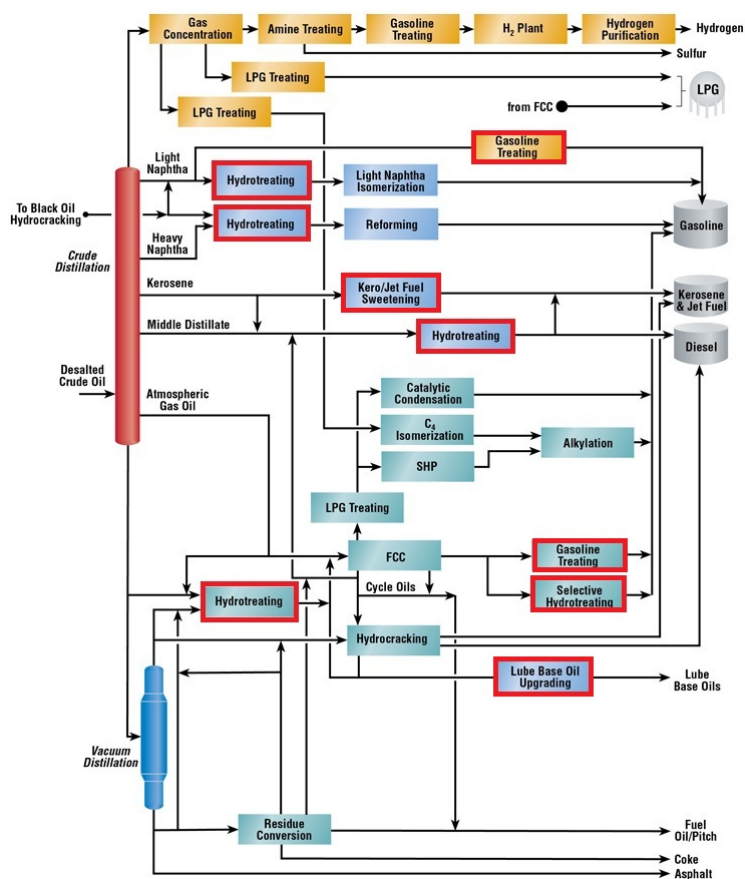 Gas
Concentration
Amine Treating
Gasoline
Treating
H₂ Plant
Hydrogen
Purification
Hydrogen
Sulfur
LPG Treating
LPG
from FCC
LPG Treating
Light
Naphtha
Gasoline
Treating
Hydrotreating
Light Naphtha
Isomerization
To Black Oil
Hydrocracking
Hydrotreating
Reforming
Gasoline
Heavy
Naphtha
Crude
Distillation
Kerosene
Kero/Jet Fuel
Sweetening
Kerosene
& Jet Fuel
Middle Distillate
Hydrotreating
Diesel
Desalted
Crude Oil
Atmospheric
Gas Oil
Catalytic
Condensation
C₄
Isomerization
Alkylation
SHP
LPG Treating
FCC
Gasoline
Treating
Cycle Oils
Hydrotreating
Selective
Hydrotreating
Hydrocracking
Lube Base Oil
Upgrading
Lube
Base Oils
Vacuum
Distillation
Residue
Conversion
Fuel
Oil/Pitch
Coke
Asphalt